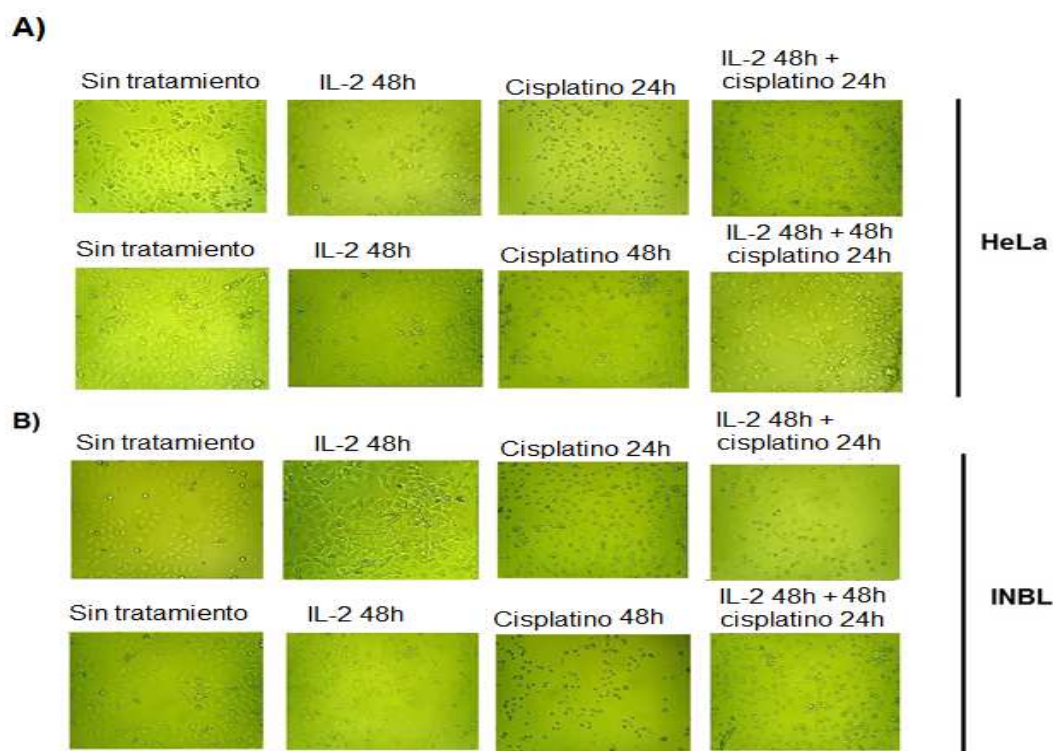 A)
Sin tratamiento
IL-2 48h
Cisplatino 24h
IL-2 48h +
cisplatino 24h
Sin tratamiento
IL-2 48h
Cisplatino 48h
IL-2 48h + 48h
cisplatino 24h
HeLa
B)
Sin tratamiento
IL-2 48h
Cisplatino 24h
IL-2 48h +
cisplatino 24h
Sin tratamiento
IL-2 48h
Cisplatino 48h
IL-2 48h + 48h
cisplatino 24h
INBL